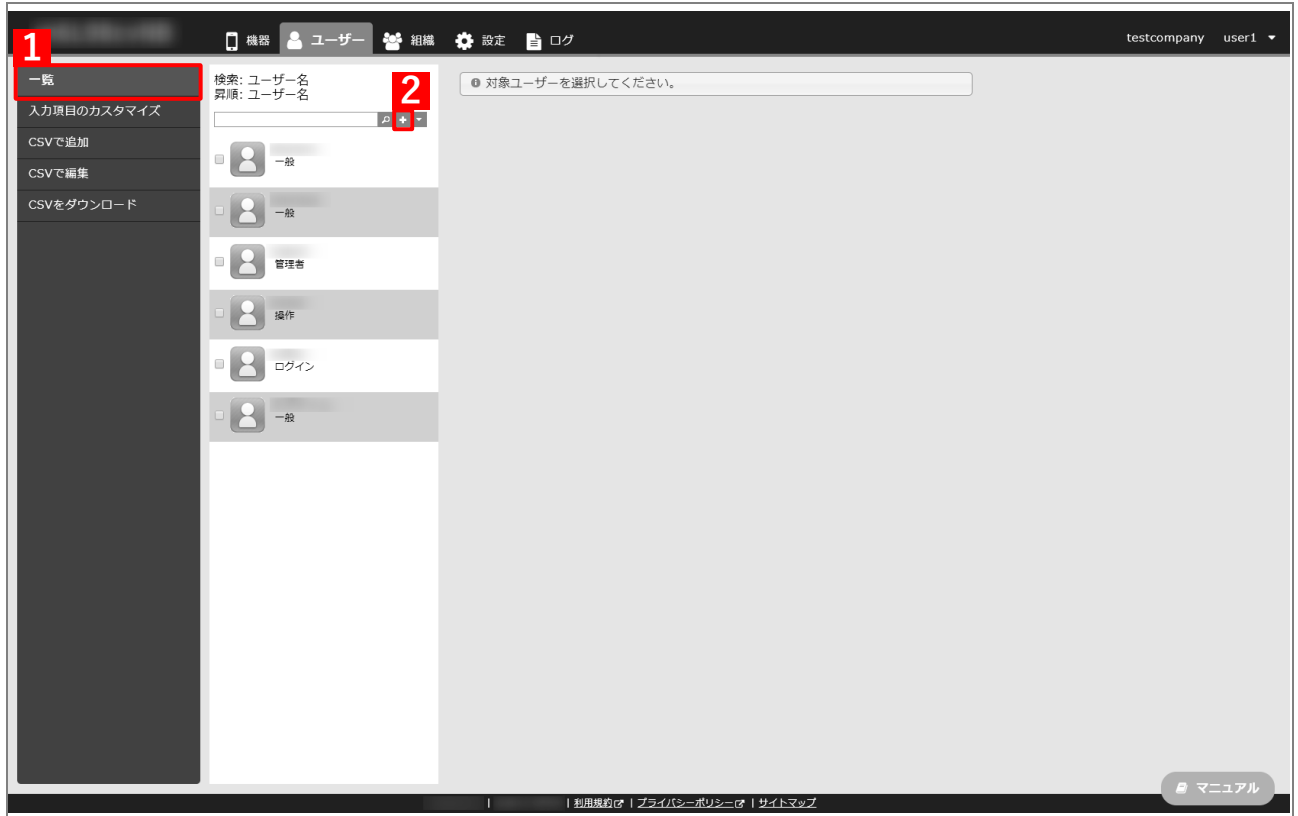 機器 ユーザー 組織 設定 ログ testcompany user1
1
一覧
入力項目のカスタマイズ
CSVで追加
CSVで編集
CSVをダウンロード
検索: ユーザー名
昇順: ユーザー名
2
一般
一般
管理者
操作
ログイン
一般
対象ユーザーを選択してください。
マニュアル
| | 利用規約 | プライバシーポリシー | サイトマップ